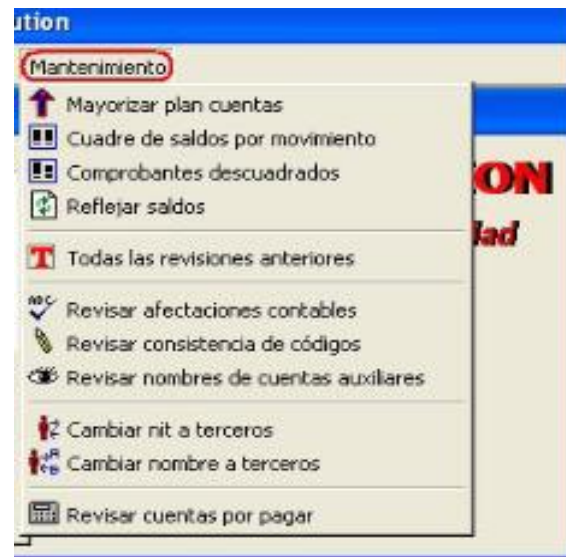 ution
Mantenimiento
Mayorizar plan cuentas
Cuadre de saldos por movimiento
Comprobantes descuadrados
Reflejar saldos
ON
dad
T Todas las revisiones anteriores
ABC
Revisar afectaciones contables
Revisar consistencia de códigos
Revisar nombres de cuentas auxiliares
Cambiar nit a terceros
Cambiar nombre a terceros
Revisar cuentas por pagar